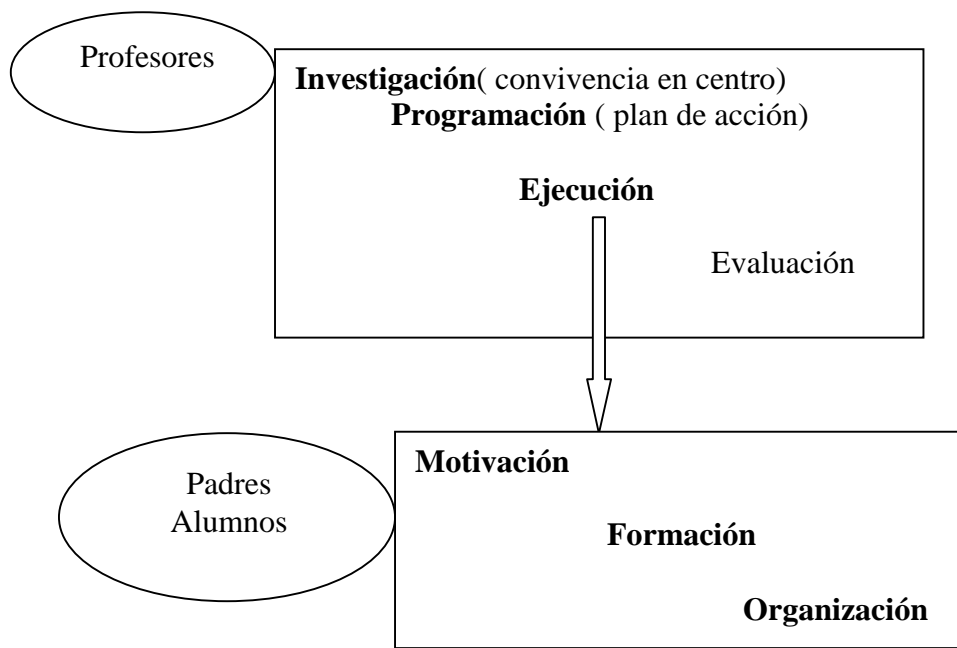 Profesores
Investigación( convivencia en centro)
Programación ( plan de acción)
Ejecución
Evaluación
Padres
Alumnos
Motivación
Formación
Organización